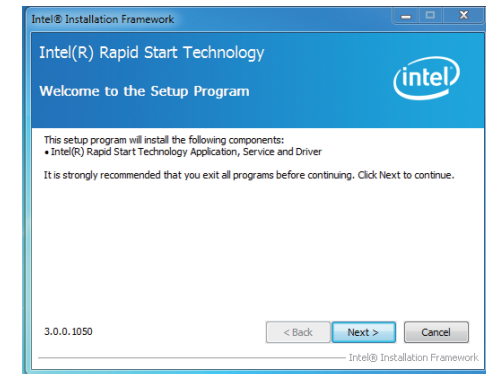 Intel® Installation Framework
Intel(R) Rapid Start Technology
Welcome to the Setup Program
intel
This setup program will install the following components:
• Intel(R) Rapid Start Technology Application, Service and Driver
It is strongly recommended that you exit all programs before continuing. Click Next to continue.
3.0.0.1050
< Back
Next >
Cancel
Intel® Installation Framework